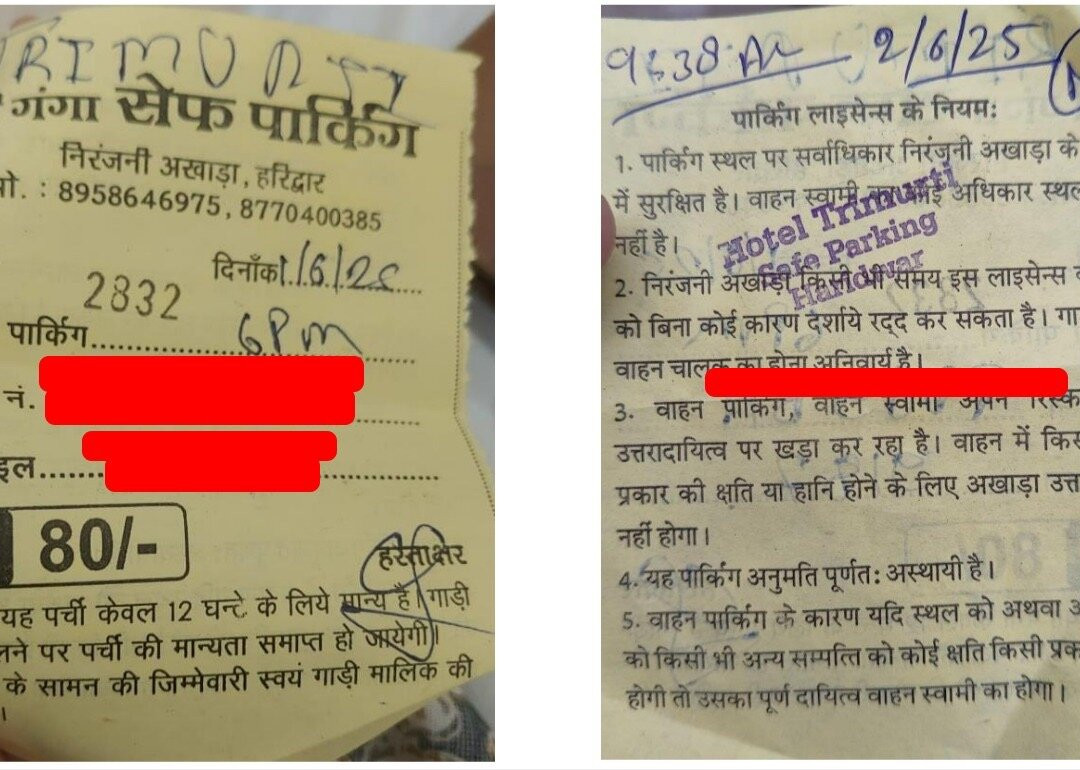 TRIMURTI
गंगा सेफ पार्किंग
निरंजनी अखाड़ा, हरिद्वार
मो. : 8958646975, 8770400385
दिनाँक 1/6/25
2832
पार्किंग 6 PM
नं.
इल
80/-
हस्ताक्षर
यह पर्ची केवल 12 घन्टे के लिये मान्य है। गाड़ी
पर पर्ची की मान्यता समाप्त हो जायेगी।
के सामन की जिम्मेवारी स्वयं गाड़ी मालिक की
।
9:38 AM 2/6/25
पार्किंग लाइसेन्स के नियम:
1. पार्किंग स्थल पर सर्वाधिकार निरंजनी अखाड़ा के
में सुरक्षित है। वाहन स्वामी का कोई अधिकार स्थल
नहीं है।
Hotel Trimurti
Safe Parking
Haridwar
2. निरंजनी अखाड़ा किसी भी समय इस लाइसेन्स
को बिना कोई कारण दर्शाये रद्द कर सकता है।
वाहन चालक का होना अनिवार्य है।
3. वाहन पार्किंग, वाहन स्वामी अपने रिस्क
उत्तरादायित्व पर खड़ा कर रहा है। वाहन में
प्रकार की क्षति या हानि होने के लिए अखाड़ा
नहीं होगा।
4. यह पार्किंग अनुमति पूर्णत: अस्थायी है।
5. वाहन पार्किंग के कारण यदि स्थल को अथवा
को किसी भी अन्य सम्पत्ति को कोई क्षति किसी
होगी तो उसका पूर्ण दायित्व वाहन स्वामी का होगा।